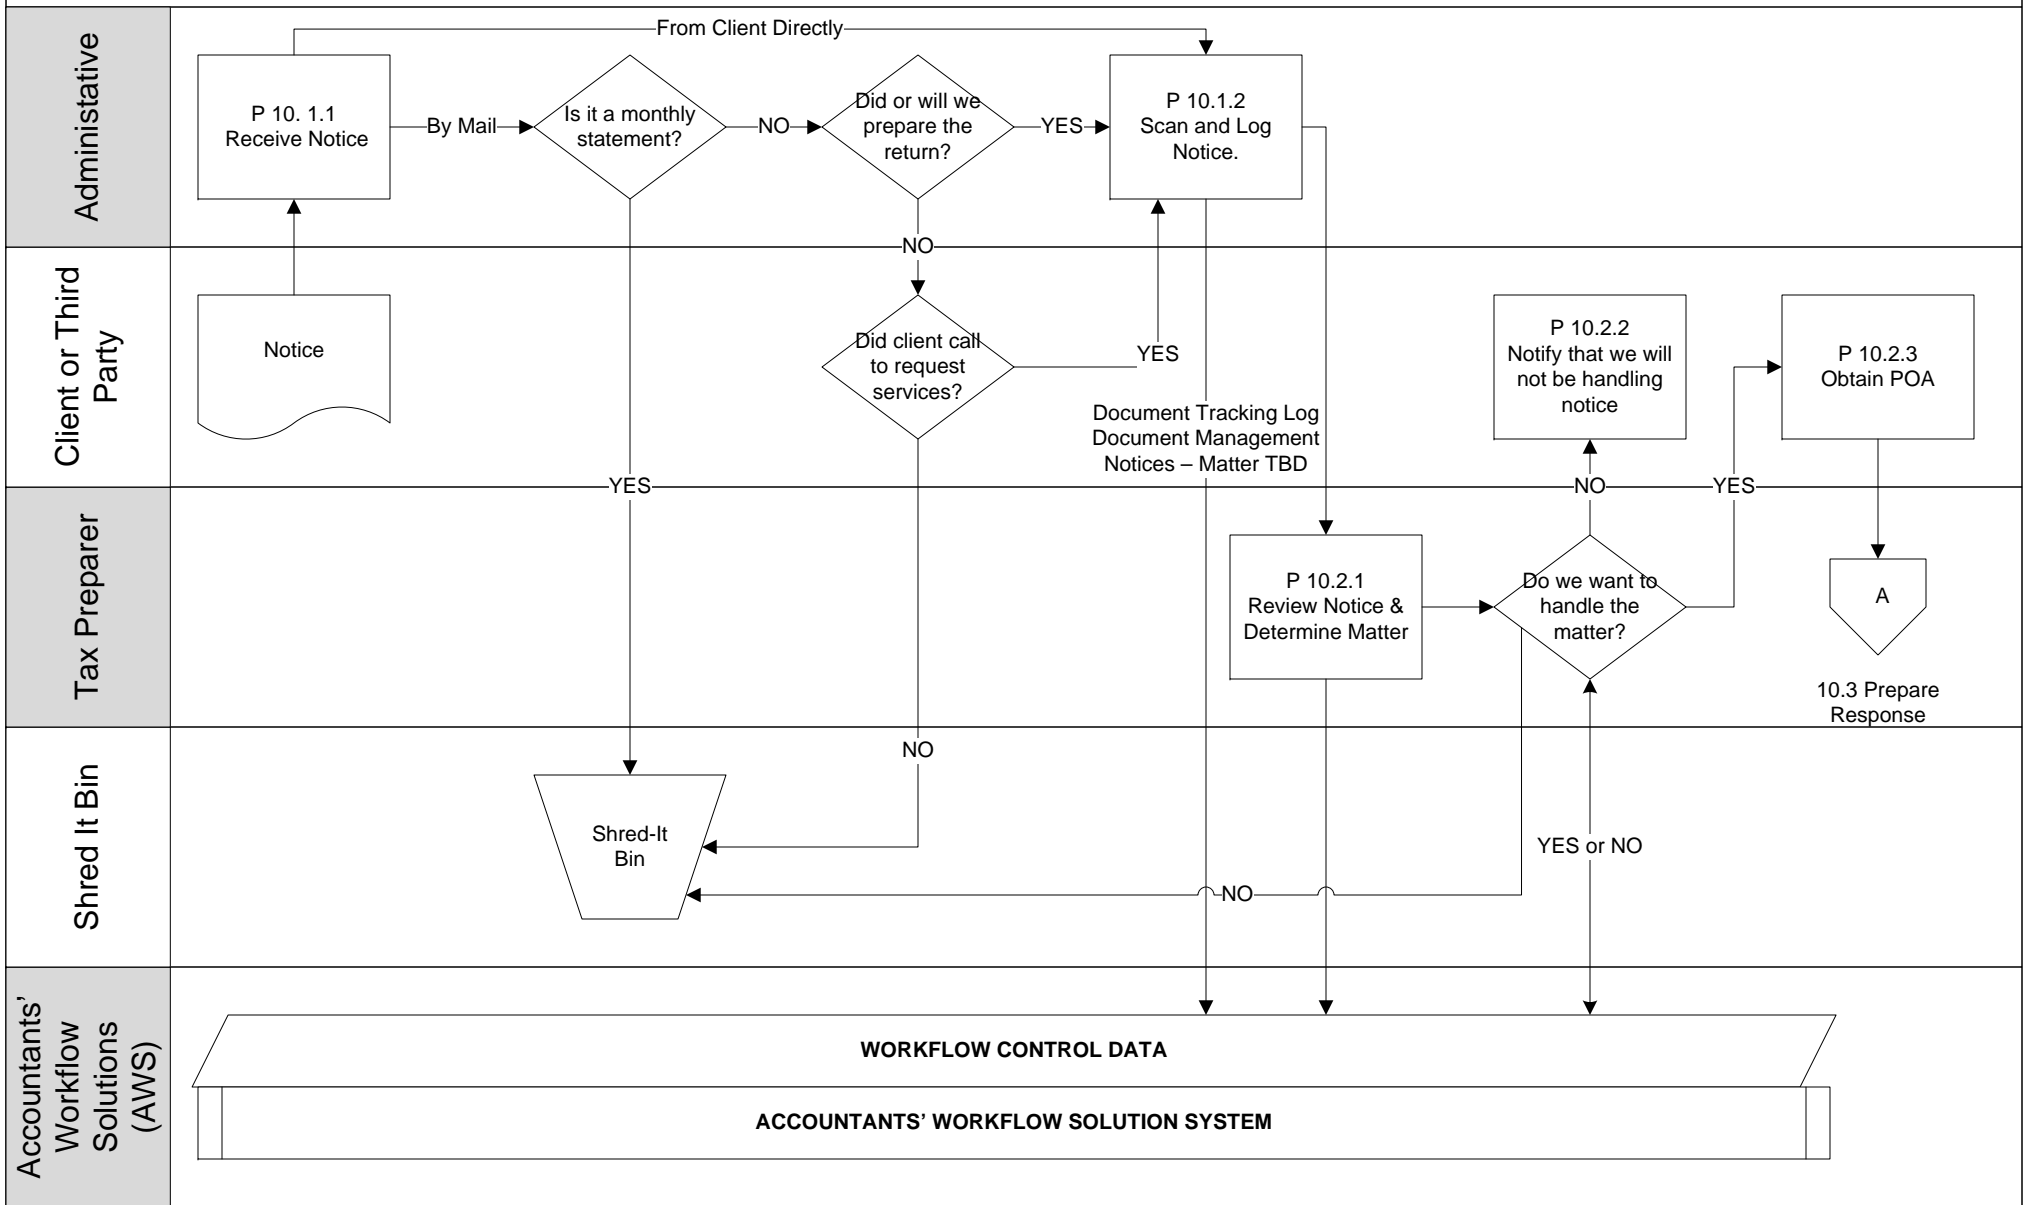 Administative
From Client Directly
P 10. 1.1
Receive Notice
By Mail
Is it a monthly
statement?
NO
Did or will we
prepare the
return?
YES
P 10.1.2
Scan and Log
Notice.
NO
Client or Third
Party
Notice
Did client call
to request
services?
YES
Document Tracking Log
Document Management
Notices – Matter TBD
P 10.2.2
Notify that we will
not be handling
notice
P 10.2.3
Obtain POA
YES
NO
YES
Tax Preparer
P 10.2.1
Review Notice &
Determine Matter
Do we want to
handle the
matter?
A
10.3 Prepare
Response
Shred It Bin
NO
Shred-It
Bin
YES or NO
NO
Accountants’
Workflow
Solutions
(AWS)
WORKFLOW CONTROL DATA
ACCOUNTANTS’ WORKFLOW SOLUTION SYSTEM